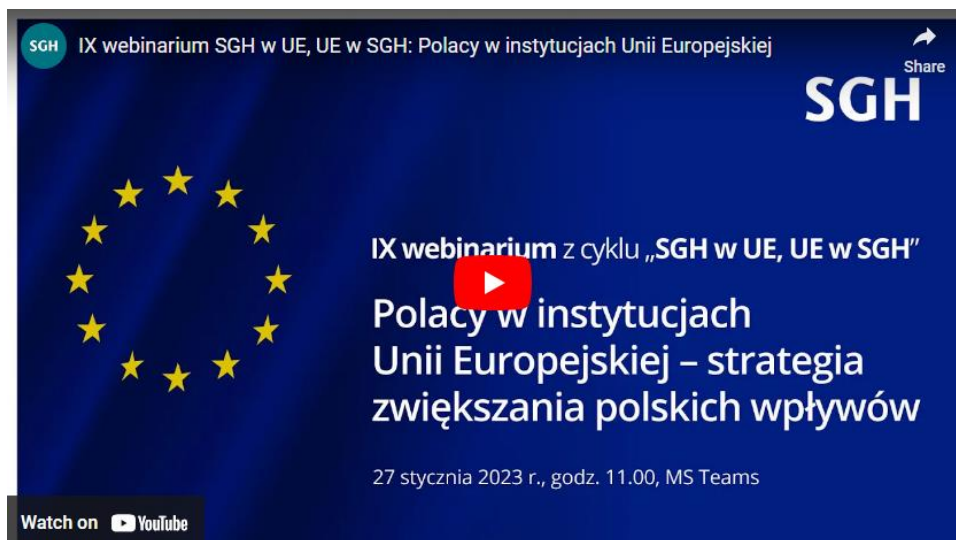 SGH
IX webinarium SGH w UE, UE w SGH: Polacy w instytucjach Unii Europejskiej
Share
SGH
IX webinarium z cyklu „SGH w UE, UE w SGH”
Polacy w instytucjach
Unii Europejskiej – strategia
zwiększania polskich wpływów
27 stycznia 2023 r., godz. 11.00, MS Teams
Watch on YouTube